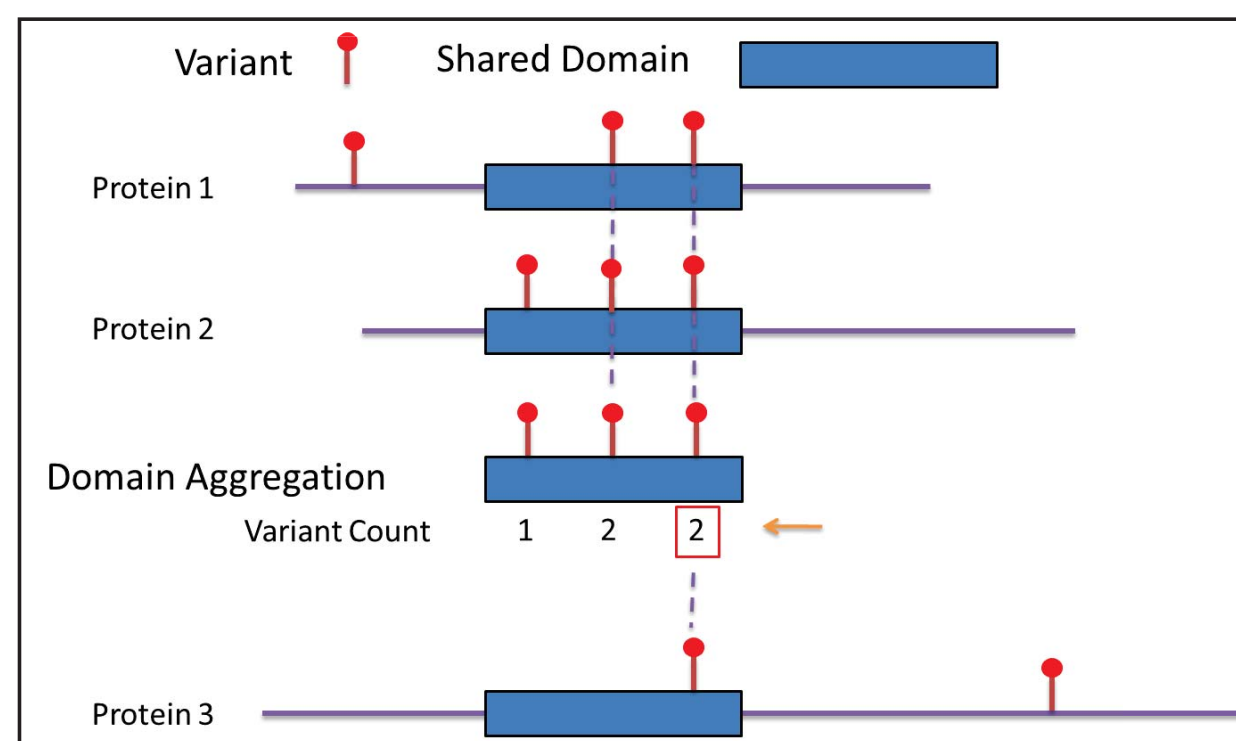 Variant Shared Domain
Protein 1
Protein 2
Domain Aggregation
Variant Count 1 2 2
Protein 3